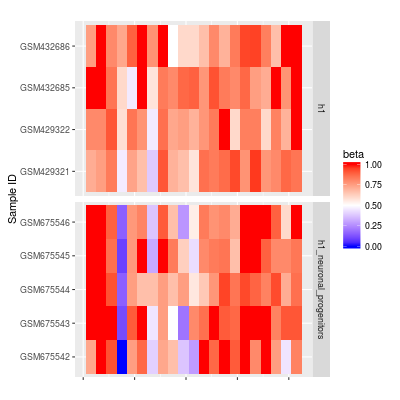 GSM432686
GSM432685
GSM429322
GSM429321
h1
Sample ID
GSM675546
GSM675545
GSM675544
GSM675543
GSM675542
h1_neuronal_progenitors
beta
1.00
0.75
0.50
0.25
0.00